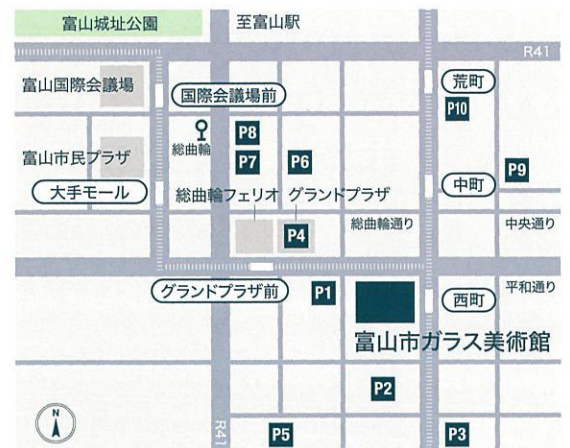 富山城址公園
至富山駅
R41
富山国際会議場
国際会議場前
荒町
P10
総曲輪
P8
富山市民プラザ
P7
P6
P9
大手モール
中町
総曲輪フェリオ
グランドプラザ
P4
総曲輪通り
中央通り
グランドプラザ前
P1
西町
平和通り
富山市ガラス美術館
P2
N
R41
P5
P3